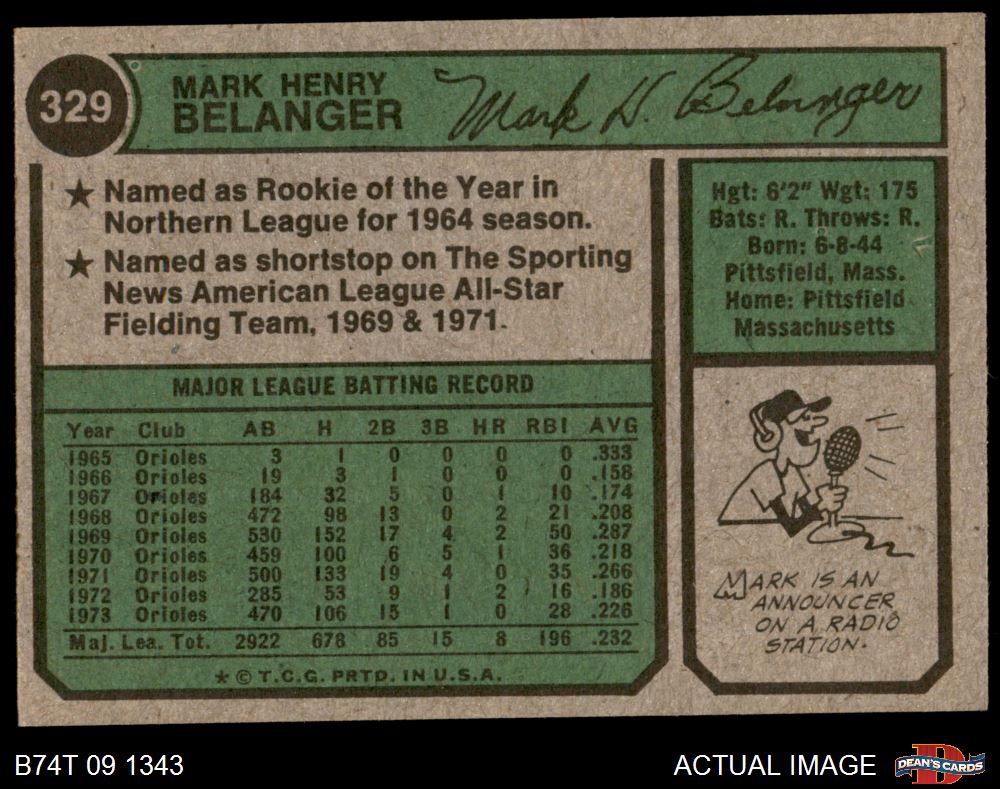 329
MARK HENRY
BELANGER
Mark H. Belanger
★ Named as Rookie of the Year in
Northern League for 1964 season.
★ Named as shortstop on The Sporting
News American League All-Star
Fielding Team, 1969 & 1971.
Hgt: 6'2" Wgt: 175
Bats: R. Throws: R.
Born: 6-8-44
Pittsfield, Mass.
Home: Pittsfield
Massachusetts
MAJOR LEAGUE BATTING RECORD
Year Club AB H 2B 3B HR RBI AVG
1965 Orioles 3 1 0 0 0 0 .333
1966 Orioles 19 3 1 0 0 0 .158
1967 Orioles 184 32 5 0 1 10 .174
1968 Orioles 472 98 13 0 2 21 .208
1969 Orioles 530 152 17 4 2 50 .287
1970 Orioles 459 100 6 5 1 36 .218
1971 Orioles 500 133 19 4 0 35 .266
1972 Orioles 285 53 9 1 2 16 .186
1973 Orioles 470 106 15 1 0 28 .226
Maj. Lea. Tot. 2922 678 85 15 8 196 .232
★ © T.C.G. PRTD. IN U.S.A.
MARK IS AN
ANNOUNCER
ON A RADIO
STATION.
B74T 09 1343
ACTUAL IMAGE
D
DEAN'S CARDS